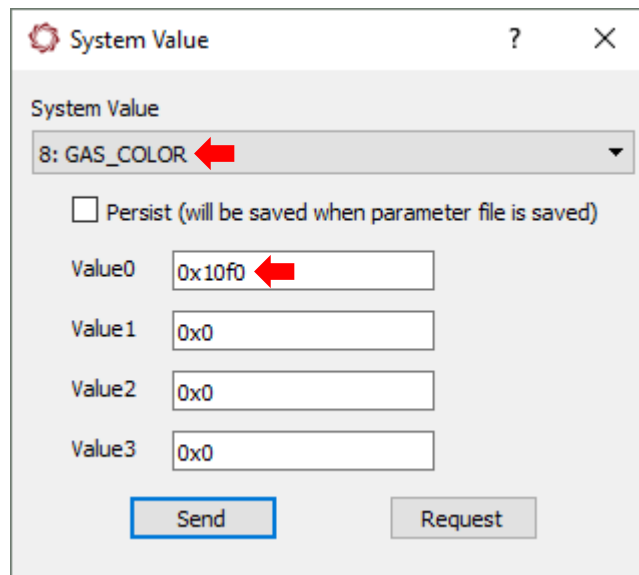 System Value
?
System Value
8: GAS_COLOR
Persist (will be saved when parameter file is saved)
Value0 0x10f0
Value1 0x0
Value2 0x0
Value3 0x0
Send Request